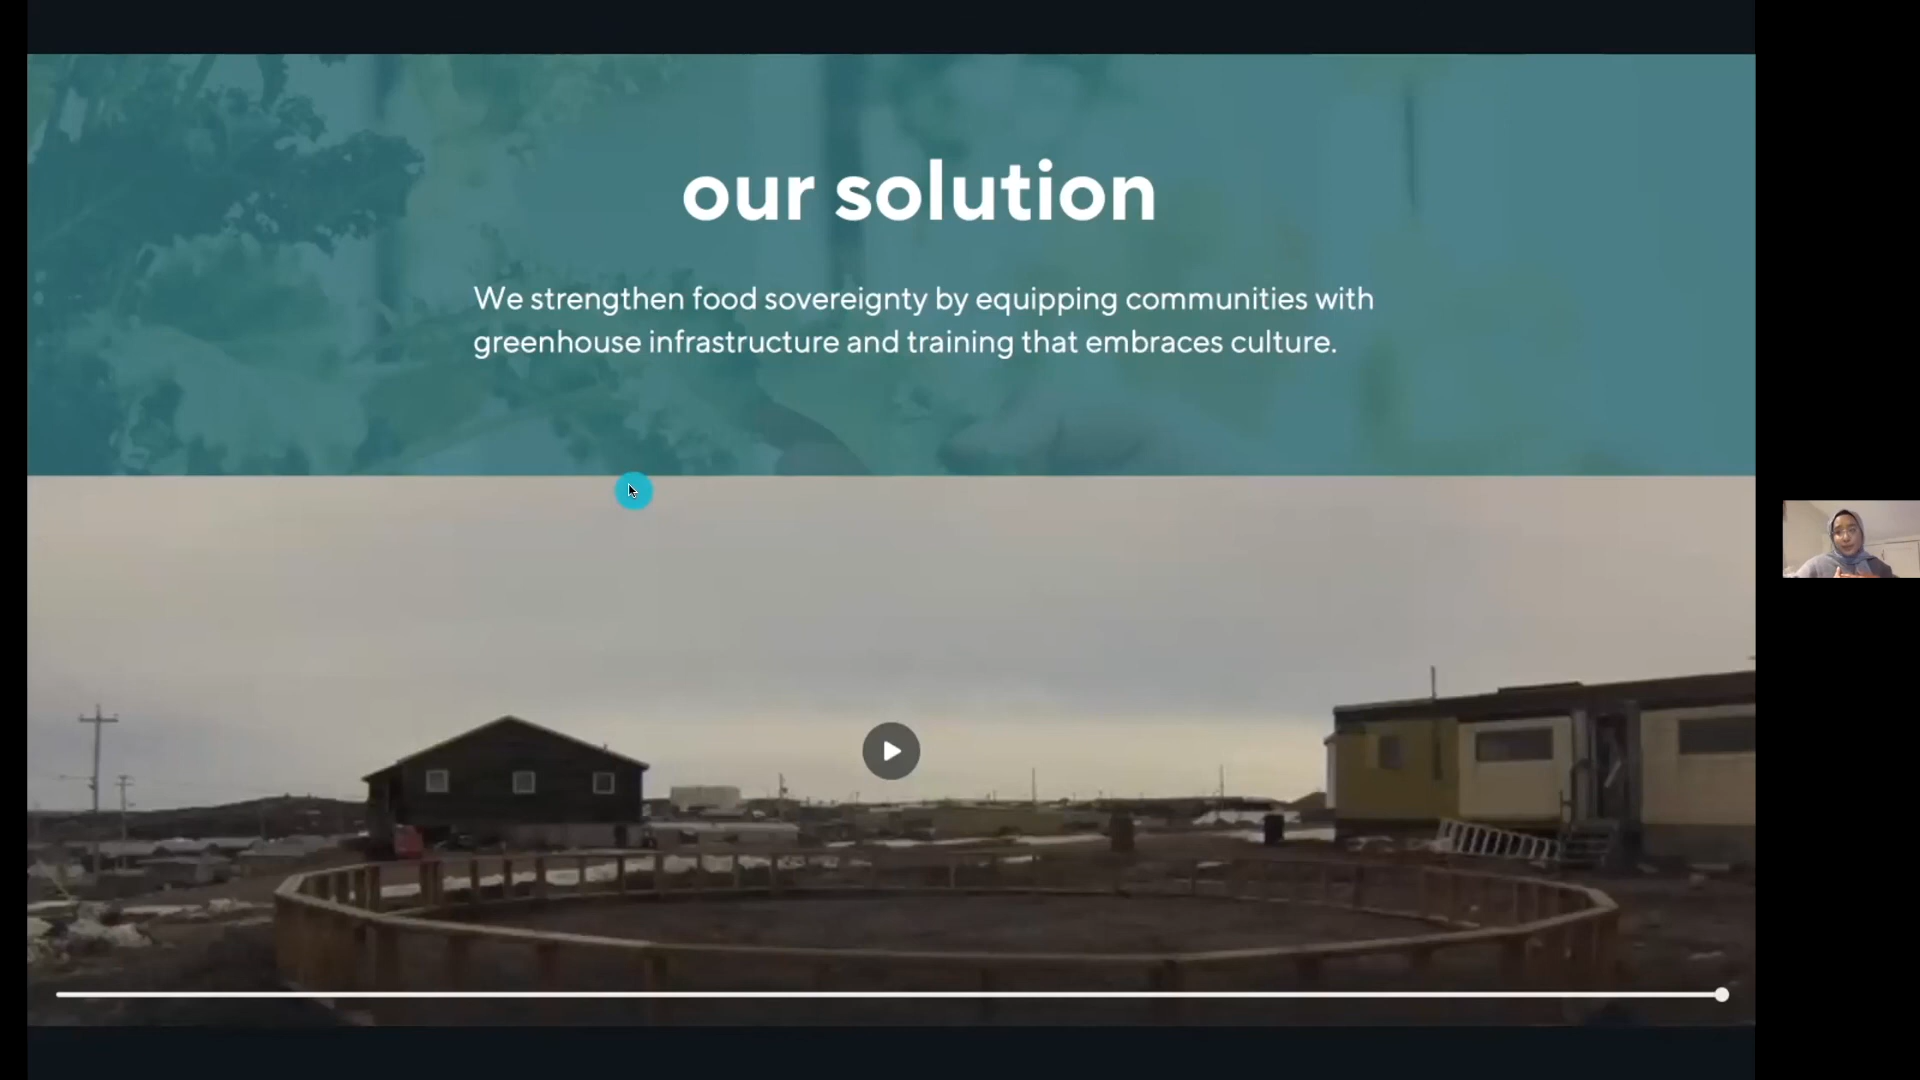 our solution
We strengthen food sovereignty by equipping communities with
greenhouse infrastructure and training that embraces culture.